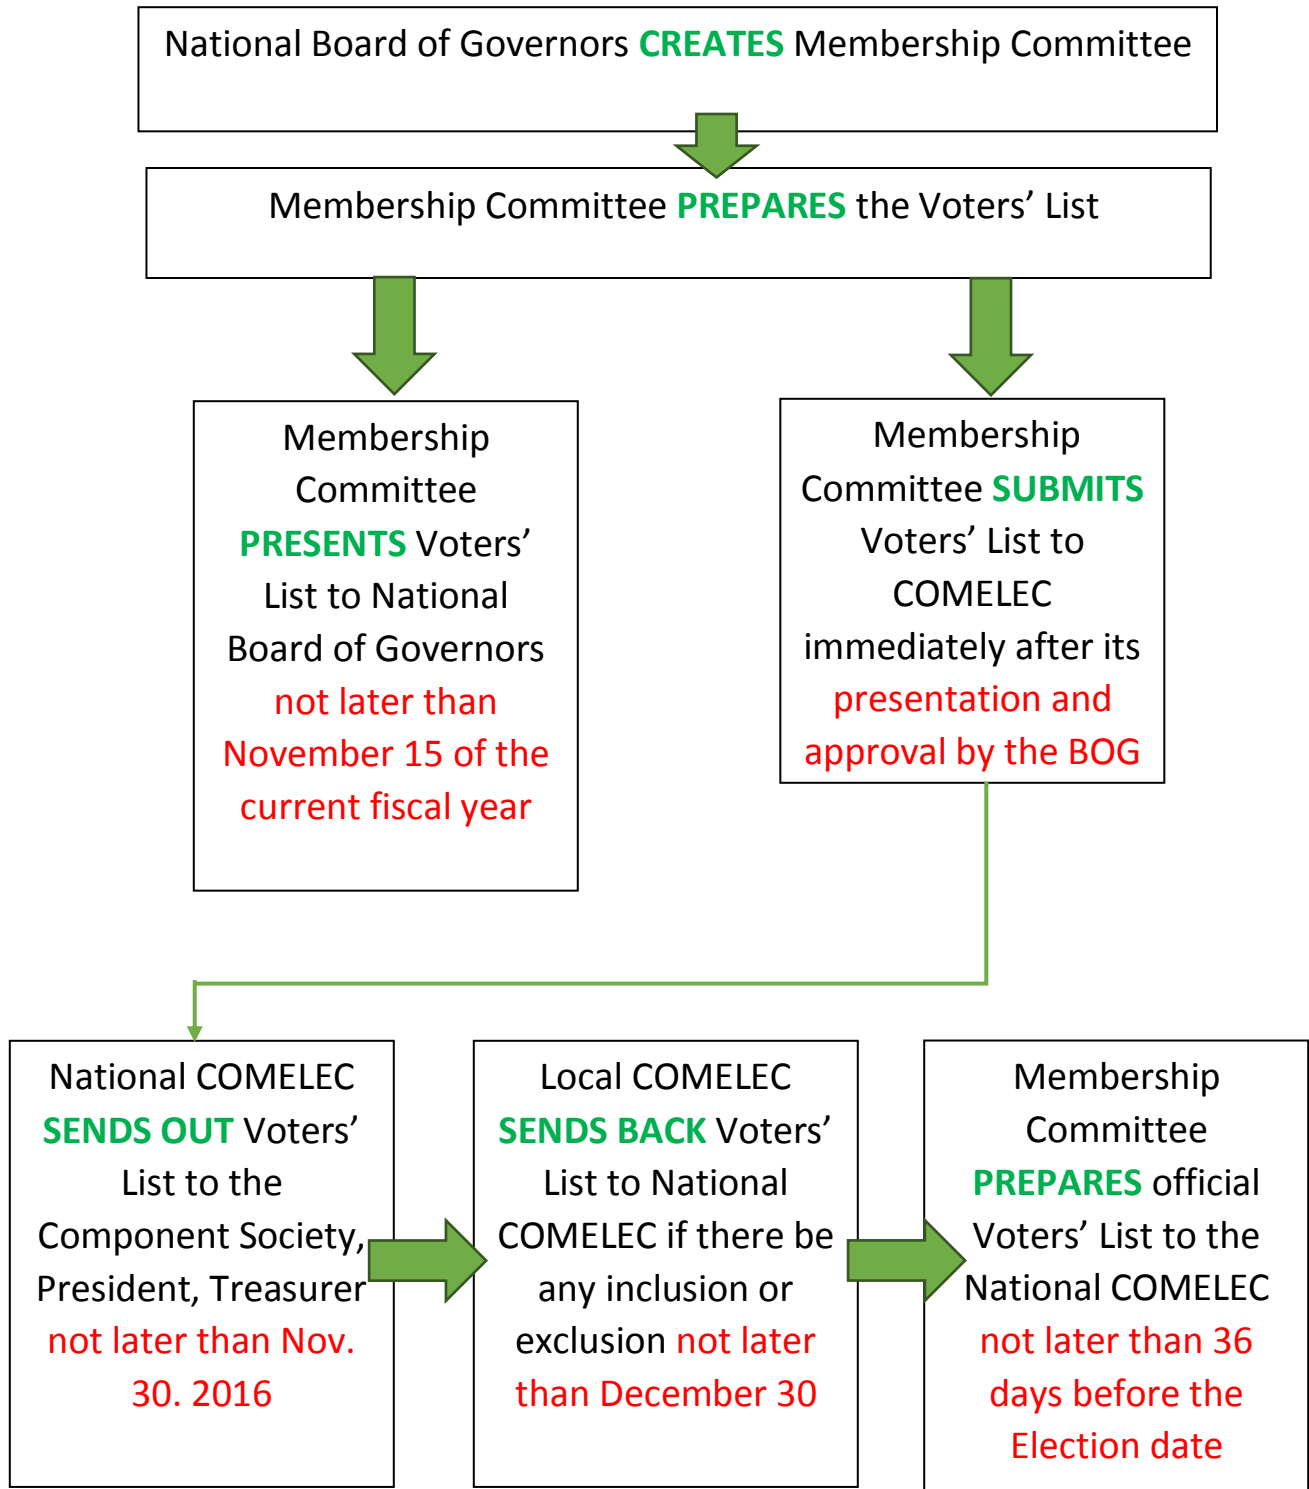 National Board of Governors CREATES Membership Committee
Membership Committee PREPARES the Voters’ List
Membership
Committee
PRESENTS Voters’
List to National
Board of Governors
not later than
November 15 of the
current fiscal year
Membership
Committee SUBMITS
Voters’ List to
COMELEC
immediately after its
presentation and
approval by the BOG
National COMELEC
SENDS OUT Voters’
List to the
Component Society,
President, Treasurer
not later than Nov.
30. 2016
Local COMELEC
SENDS BACK Voters’
List to National
COMELEC if there be
any inclusion or
exclusion not later
than December 30
Membership
Committee
PREPARES official
Voters’ List to the
National COMELEC
not later than 36
days before the
Election date